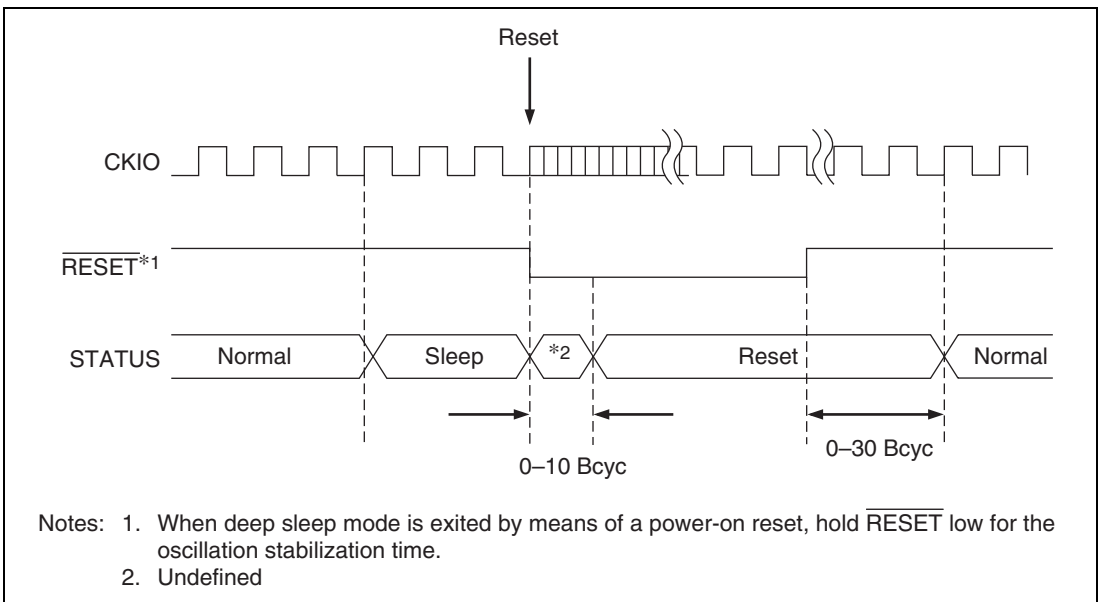 Reset
CKIO
RESET*1
STATUS Normal Sleep *2 Reset Normal
0–10 Bcyc 0–30 Bcyc
Notes: 1. When deep sleep mode is exited by means of a power-on reset, hold RESET low for the
oscillation stabilization time.
2. Undefined